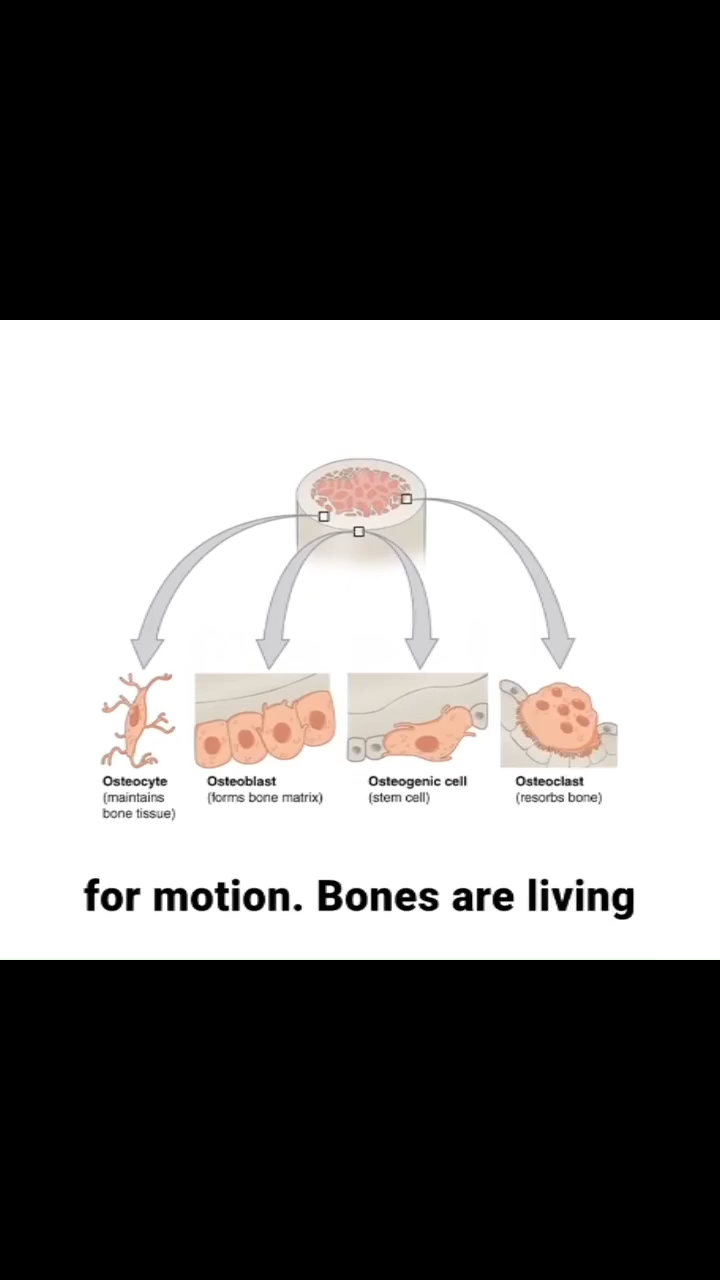 Osteocyte
(maintains
bone tissue)
Osteoblast
(forms bone matrix)
Osteogenic cell
(stem cell)
Osteoclast
(resorbs bone)
for motion. Bones are living